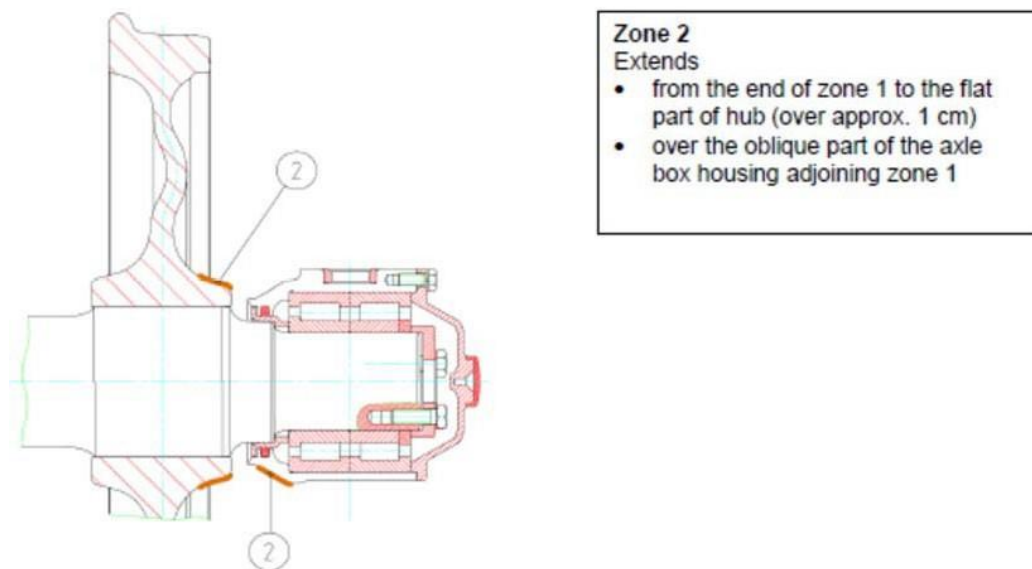 Zone 2
Extends
• from the end of zone 1 to the flat
part of hub (over approx. 1 cm)
• over the oblique part of the axle
box housing adjoining zone 1
2
2